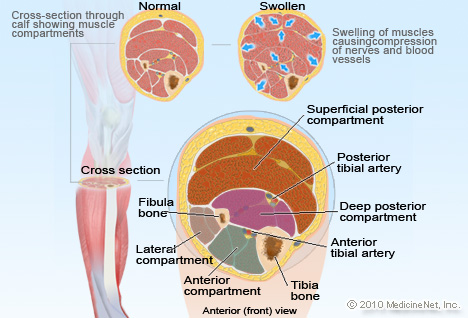 Cross-section through
calf showing muscle
compartments
Normal
Swollen
Swelling of muscles
causingcompression
of nerves and blood
vessels
Superficial posterior
compartment
Cross section
Posterior
tibial artery
Fibula
bone
Deep posterior
compartment
Lateral
compartment
Anterior
tibial artery
Anterior
compartment
Tibia
bone
Anterior (front) view
© 2010 MedicineNet, Inc.